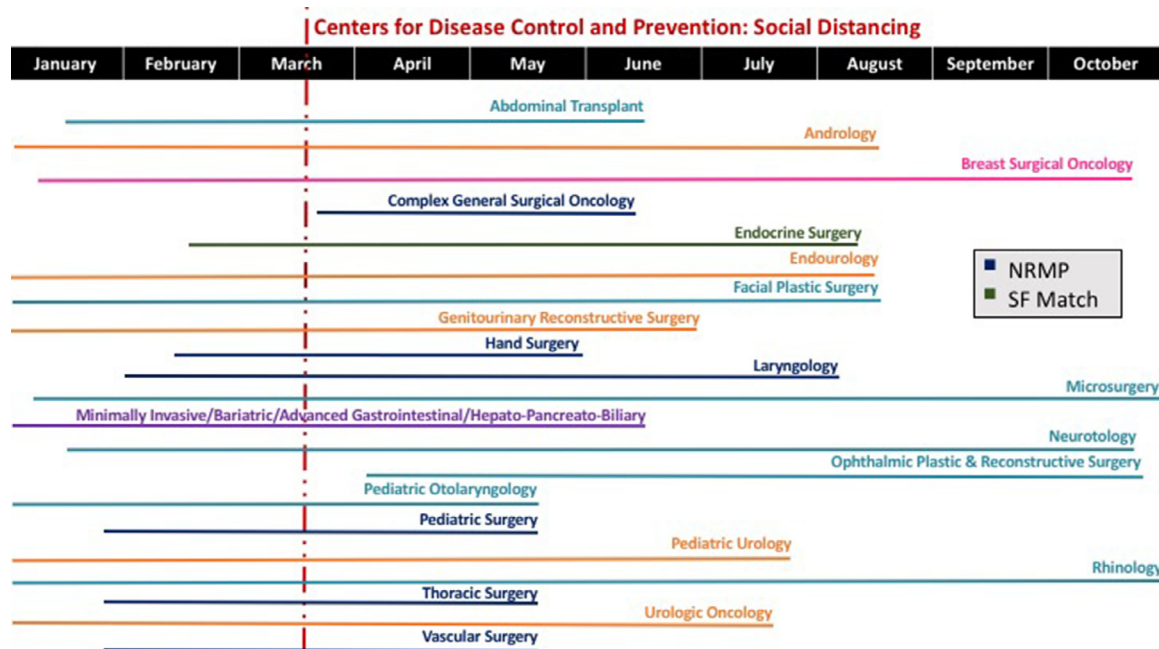 Centers for Disease Control and Prevention: Social Distancing
January February March April May June July August September October
Abdominal Transplant
Andrology
Breast Surgical Oncology
Complex General Surgical Oncology
Endocrine Surgery
Endourology
NRMP
SF Match
Facial Plastic Surgery
Genitourinary Reconstructive Surgery
Hand Surgery
Laryngology
Microsurgery
Minimally Invasive/Bariatric/Advanced Gastrointestinal/Hepato-Pancreato-Biliary
Neurotology
Ophthalmic Plastic & Reconstructive Surgery
Pediatric Otolaryngology
Pediatric Surgery
Pediatric Urology
Rhinology
Thoracic Surgery
Urologic Oncology
Vascular Surgery